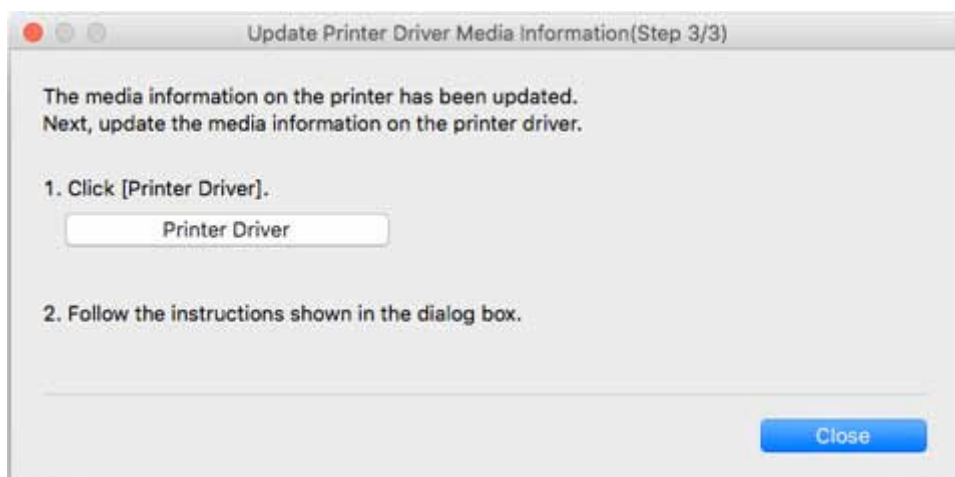 Update Printer Driver Media Information(Step 3/3)
The media information on the printer has been updated.
Next, update the media information on the printer driver.
1. Click [Printer Driver].
Printer Driver
2. Follow the instructions shown in the dialog box.
Close